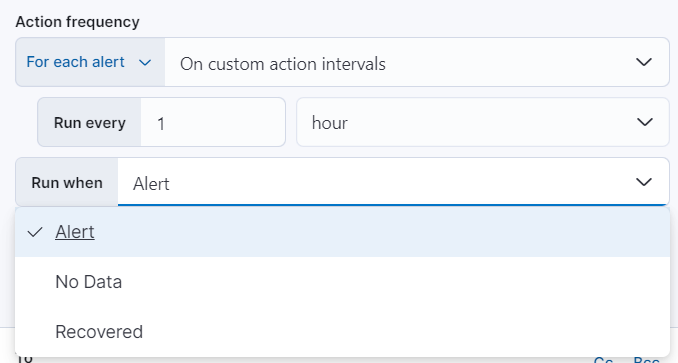 Action frequency
For each alert On custom action intervals
Run every 1 hour
Run when Alert
Alert
No Data
Recovered
To Cc Bcc